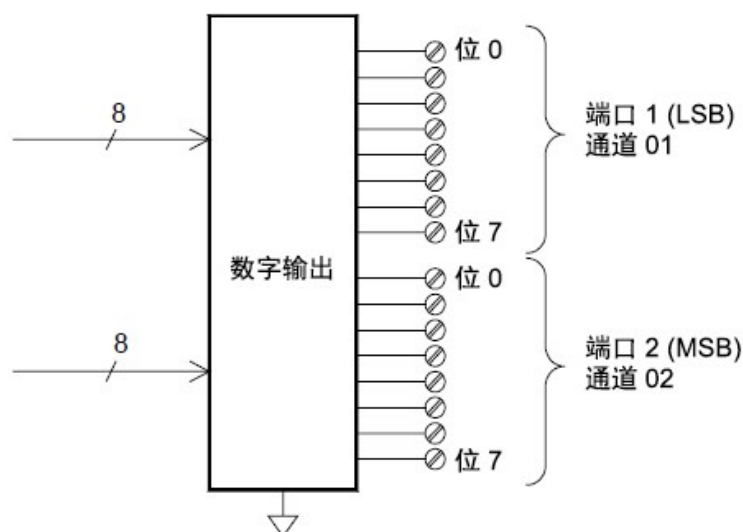 位 0
8
端口 1 (LSB)
通道 01
位 7
数字输出
位 0
8
端口 2 (MSB)
通道 02
位 7